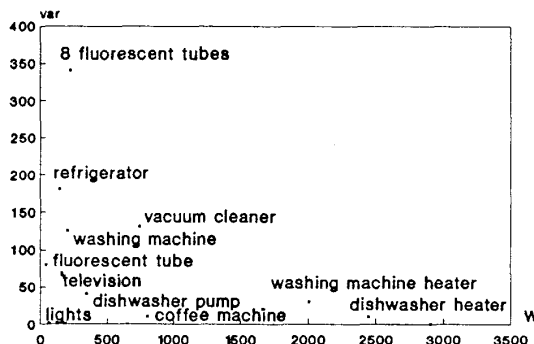 var
400
8 fluorescent tubes
350
300
250
200
refrigerator
150
vacuum cleaner
washing machine
100
fluorescent tube
television
washing machine heater
50
dishwasher pump
dishwasher heater
lights
coffee machine
0
W
0 500 1000 1500 2000 2500 3000 3500